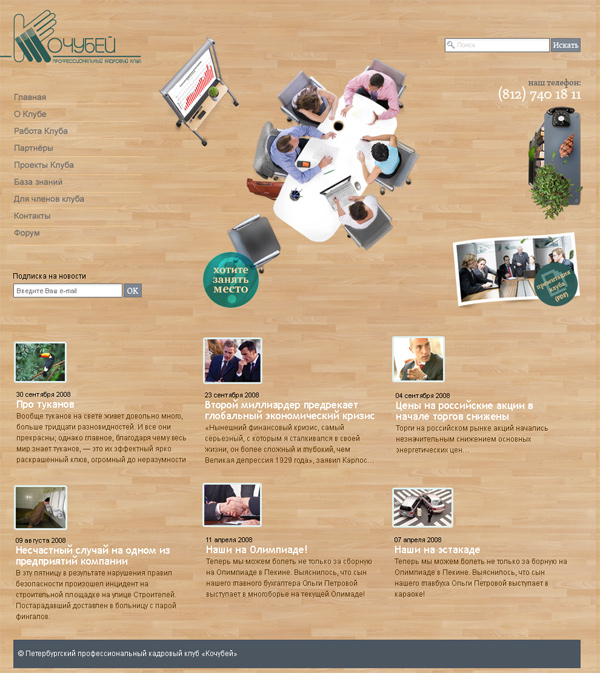 КОЧУБЕЙ
ПРОФЕССИОНАЛЬНЫЙ КАДРОВЫЙ КЛУБ
Поиск
Искать
наш телефон:
(812) 740 18 11
Главная
О Клубе
Работа Клуба
Партнёры
Проекты Клуба
База знаний
Для членов клуба
Контакты
Форум
Подписка на новости
Введите Ваш e-mail
OK
хотите
занять
место
презентация
клуба
(PDF)
30 сентября 2008
Про туканов
Вообще туканов на свете живет довольно много,
больше тридцати разновидностей. И все они
прекрасны; однако главное, благодаря чему весь
мир знает туканов, — это их эффектный ярко
раскрашенный клюв, огромный до неразумности
23 сентября 2008
Второй миллиардер предрекает
глобальный экономический кризис
«Нынешний финансовый кризис, самый
серьезный, с которым я сталкивался в своей
жизни, он более сложный и глубокий, чем
Великая депрессия 1929 года», заявил Карлос...
04 сентября 2008
Цены на российские акции в
начале торгов снижены
Торги на российском рынке акций начались
незначительным снижением основных
энергетических цен...
09 августа 2008
Несчастный случай на одном из
предприятий компании
В эту пятницу в результате нарушения правил
безопасности произошел инцидент на
строительной площадке на улице Строителей.
Пострадавший доставлен в больницу с парой
фингалов.
11 апреля 2008
Наши на Олимпиаде!
Теперь мы можем болеть не только за сборную
на Олимпиаде в Пекине. Выяснилось, что сын
нашего главного бухгалтера Ольги Петровой
выступает в многоборье на текущей Олимаде!
07 апреля 2008
Наши на эстакаде
Теперь мы можем болеть не только за сборную на
Олимпиаде в Пекине. Выяснилось, что сын
нашего главбуха Ольги Петровой выступает в
караоке!
© Петербургский профессиональный кадровый клуб «Кочубей»